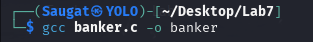 ┌──(Saugat㉿YOLO)-[~/Desktop/Lab7]
└─$ gcc banker.c -o banker